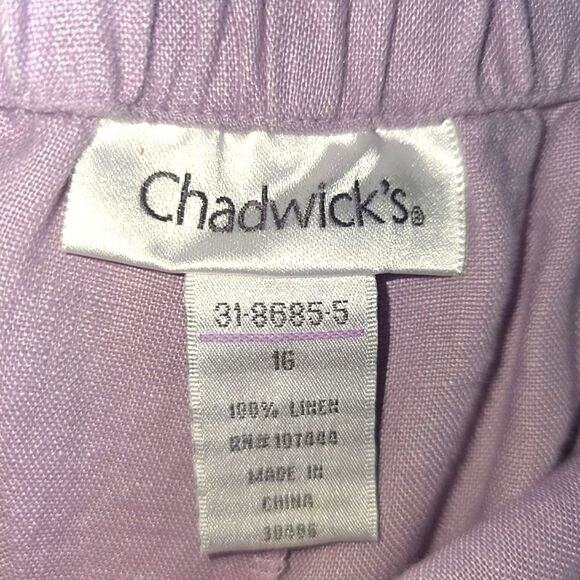 Chadwick's®
31-8685-5
16
100% LINEN
RN# 107444
MADE IN
CHINA